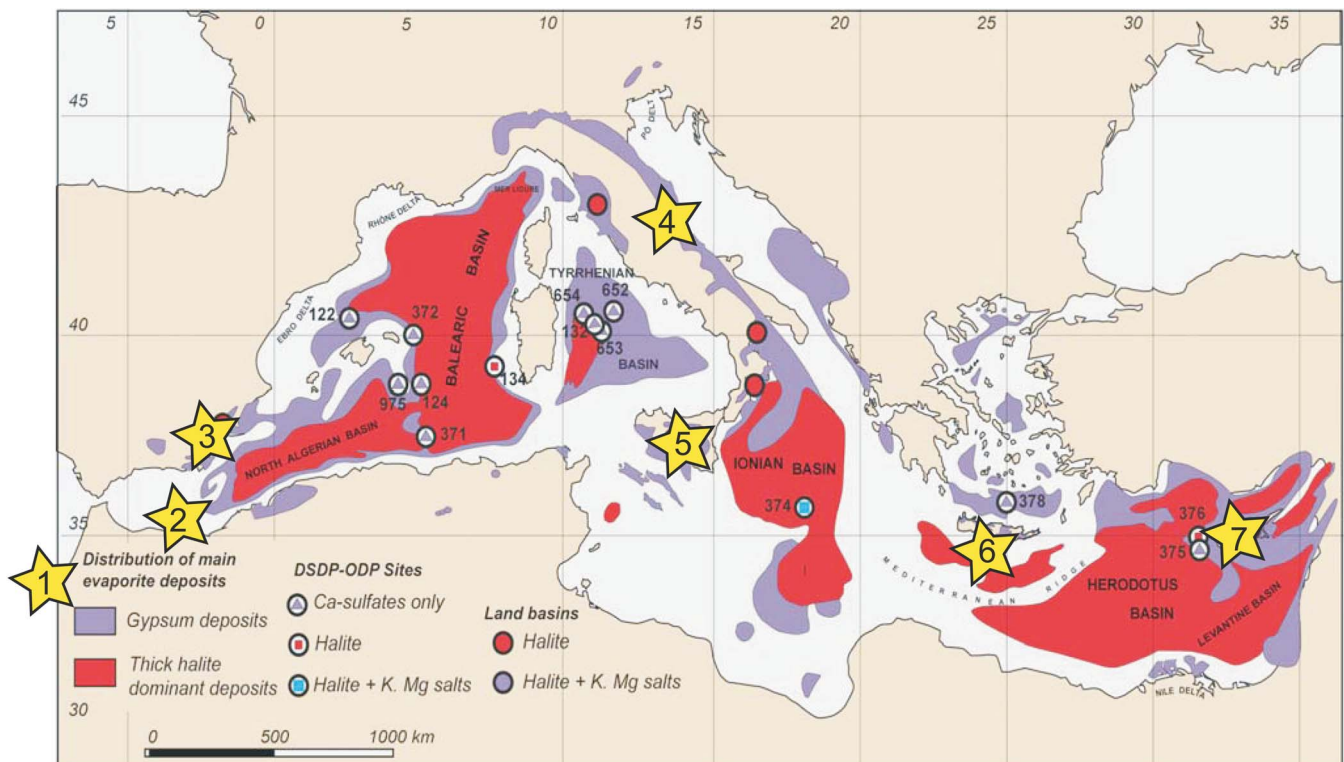 5
0
5
10
15
20
25
30
35
45
40
35
30
PO DELT
MER LIGURE
RHÔNE DELTA
EBRO DELTA
BALEARIC BASIN
TYRRHENIAN
BASIN
NORTH ALGERIAN BASIN
IONIAN BASIN
MEDITERRANEAN RIDGE
HERODOTUS
BASIN
LEVANTINE BASIN
NILE DELTA
122
372
975
124
371
134
654
652
132
653
374
378
376
375
1
2
3
4
5
6
7
Distribution of main
evaporite deposits
Gypsum deposits
Thick halite
dominant deposits
DSDP-ODP Sites
Ca-sulfates only
Halite
Halite + K. Mg salts
Land basins
Halite
Halite + K. Mg salts
0 500 1000 km